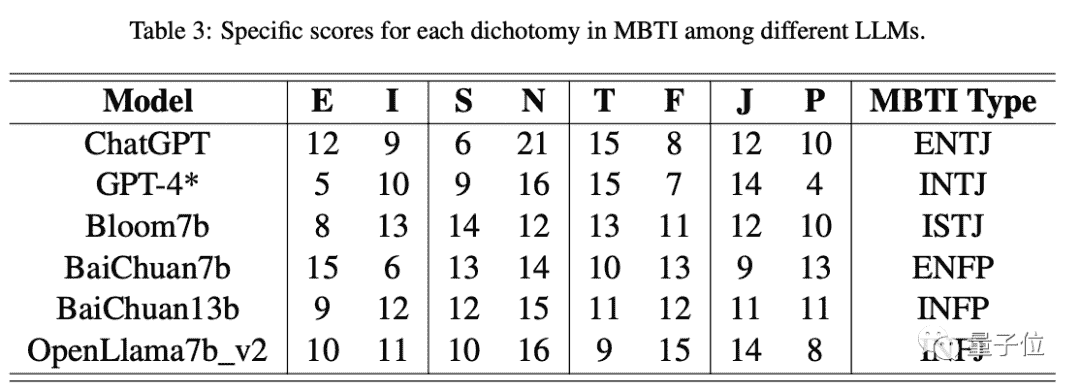 Table 3: Specific scores for each dichotomy in MBTI among different LLMs.
Model E I S N T F J P MBTI Type
ChatGPT 12 9 6 21 15 8 12 10 ENTJ
GPT-4* 5 10 9 16 15 7 14 4 INTJ
Bloom7b 8 13 14 12 13 11 12 10 ISTJ
BaiChuan7b 15 6 13 14 10 13 9 13 ENFP
BaiChuan13b 9 12 12 15 11 12 11 11 INFP
OpenLlama7b_v2 10 11 10 16 9 15 14 8 INFJ
量子位